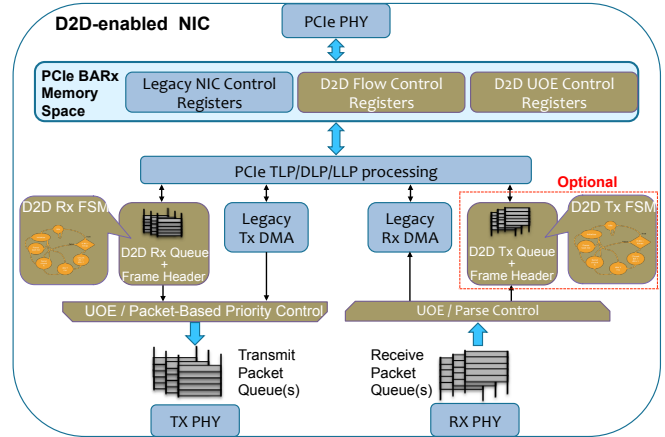 D2D-enabled NIC
PCIe PHY
PCIe BARx
Memory
Space
Legacy NIC Control
Registers
D2D Flow Control
Registers
D2D UOE Control
Registers
PCIe TLP/DLP/LLP processing
Optional
D2D Rx FSM
D2D Rx Queue
+
Frame Header
Legacy
Tx DMA
Legacy
Rx DMA
D2D Tx Queue
+
Frame Header
D2D Tx FSM
UOE / Packet-Based Priority Control
UOE / Parse Control
Transmit
Packet
Queue(s)
Receive
Packet
Queue(s)
TX PHY
RX PHY